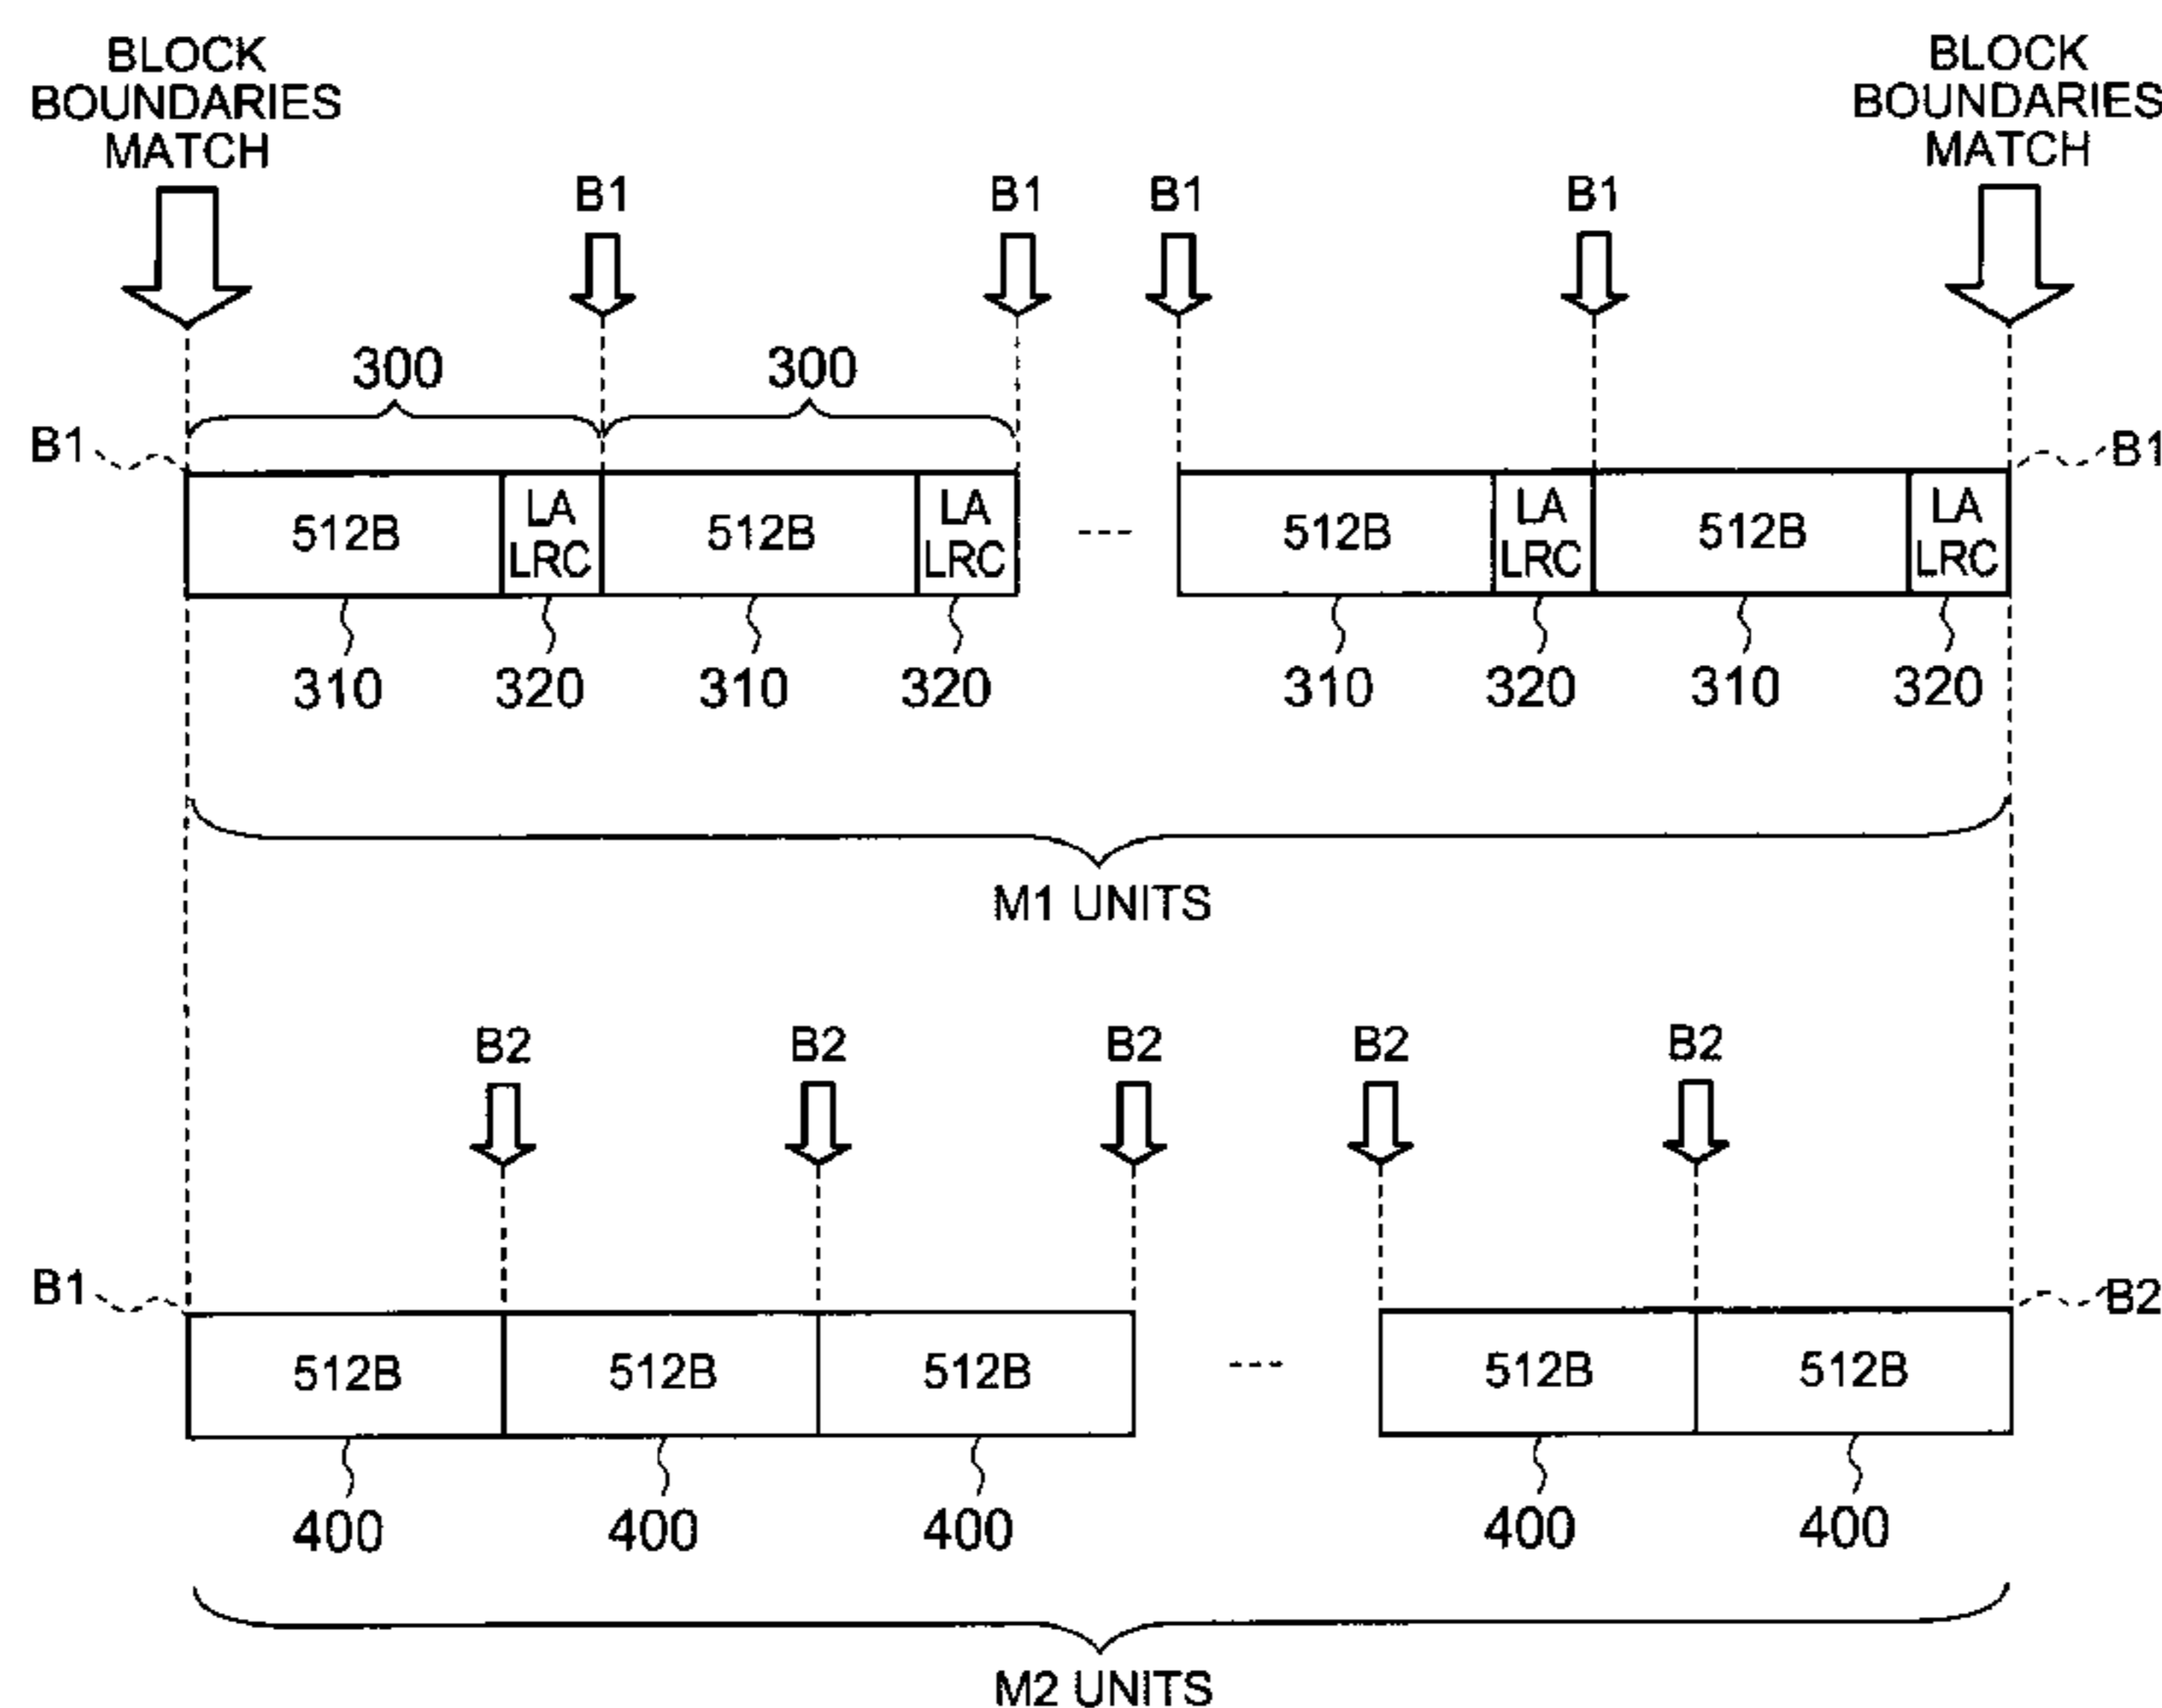 BLOCK
BOUNDARIES
MATCH
BLOCK
BOUNDARIES
MATCH
B1 B1 B1 B1
300 300
B1 B1
512B LA LRC 512B LA LRC --- 512B LA LRC 512B LA LRC
310 320 310 320 310 320 310 320
M1 UNITS
B2 B2 B2 B2 B2
B1 B2
512B 512B 512B --- 512B 512B
400 400 400 400 400
M2 UNITS